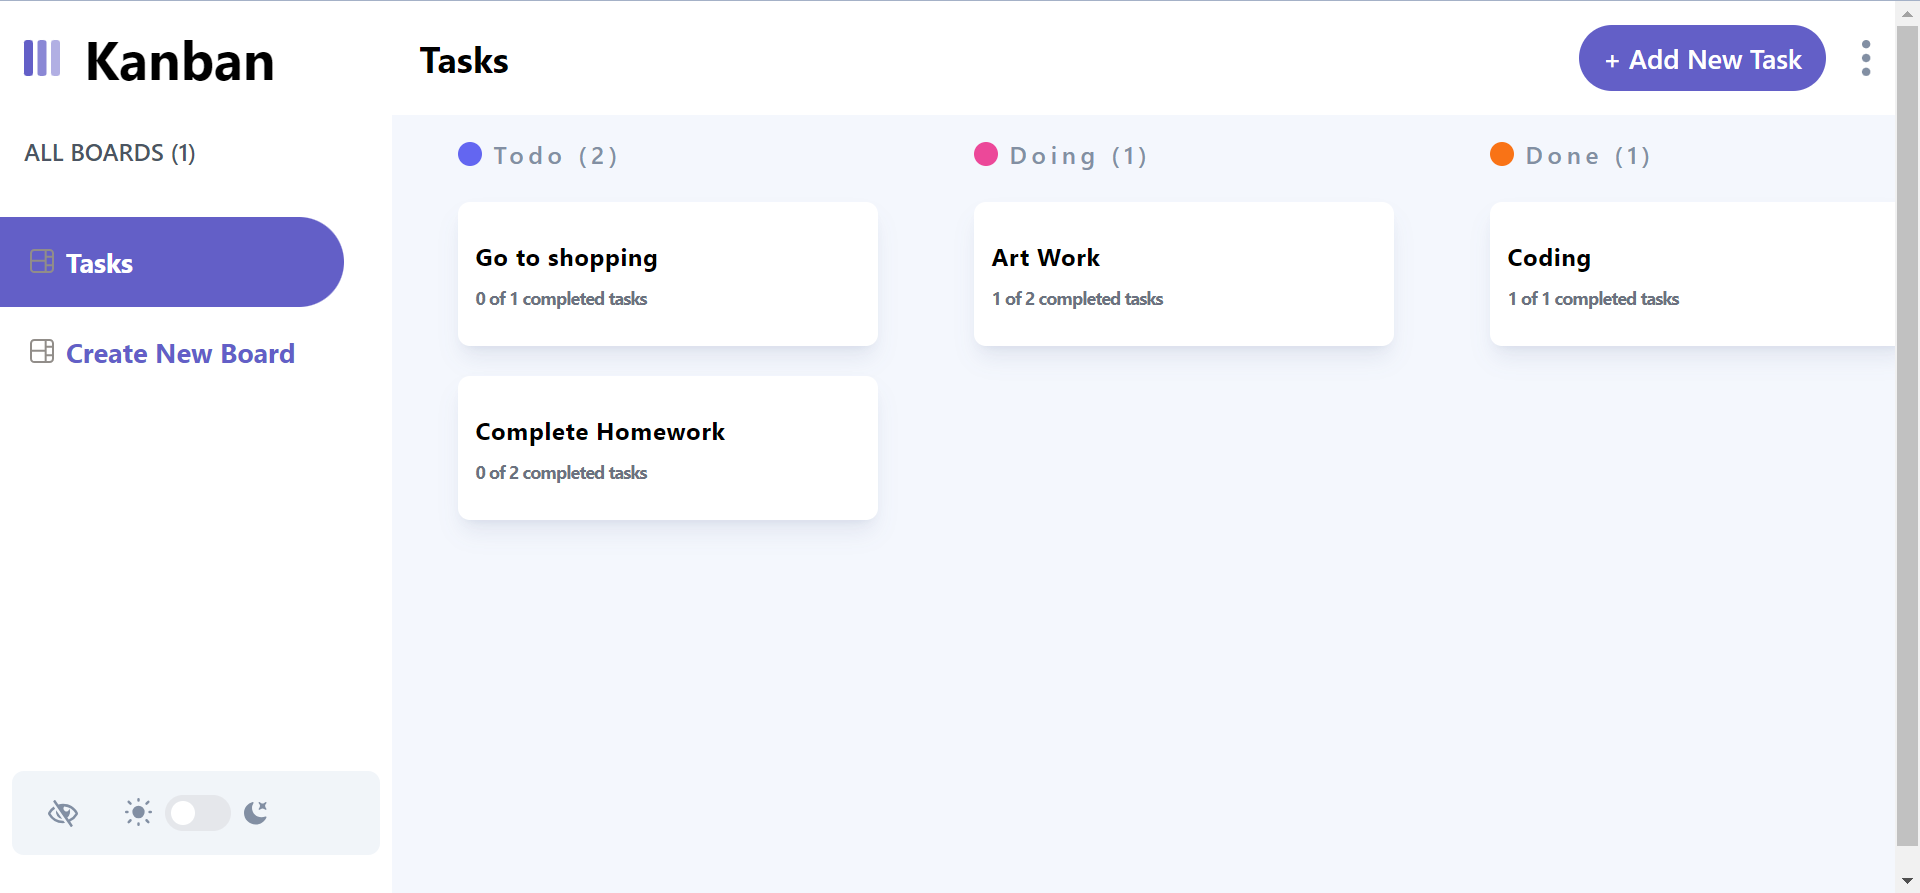 Kanban
ALL BOARDS (1)
Tasks
Create New Board
Tasks
+ Add New Task
Todo (2)
Go to shopping
0 of 1 completed tasks
Complete Homework
0 of 2 completed tasks
Doing (1)
Art Work
1 of 2 completed tasks
Done (1)
Coding
1 of 1 completed tasks